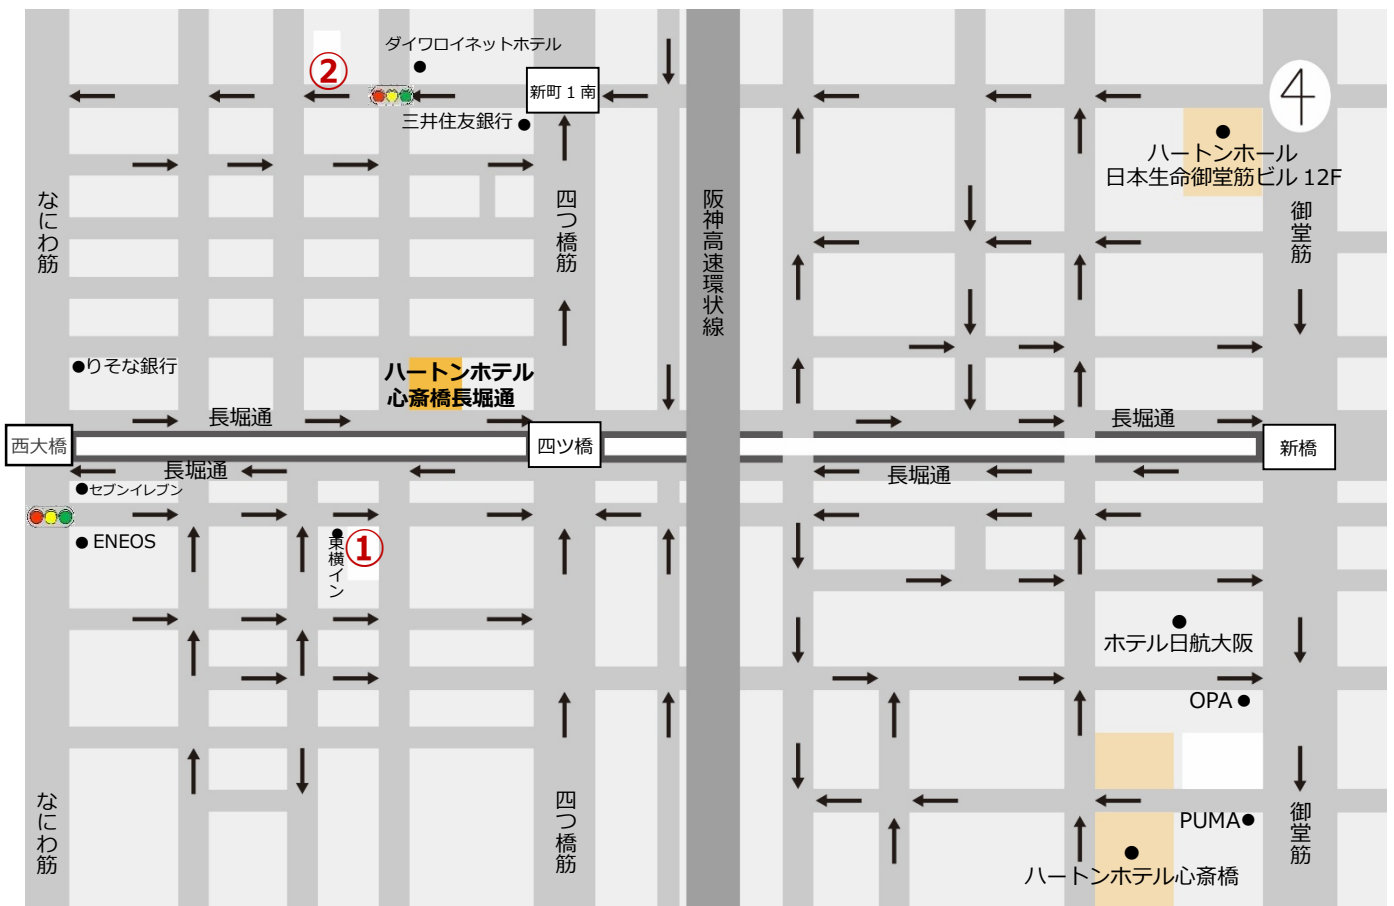 ダイワロイネットホテル
②
新町1南
三井住友銀行
4
ハートンホール
日本生命御堂筋ビル 12F
なにわ筋
四つ橋筋
阪神高速環状線
御堂筋
りそな銀行
ハートンホテル
心斎橋長堀通
長堀通
長堀通
西大橋
四ツ橋
新橋
長堀通
長堀通
セブンイレブン
ENEOS
東横イン
①
ホテル日航大阪
OPA
なにわ筋
四つ橋筋
御堂筋
PUMA
ハートンホテル心斎橋